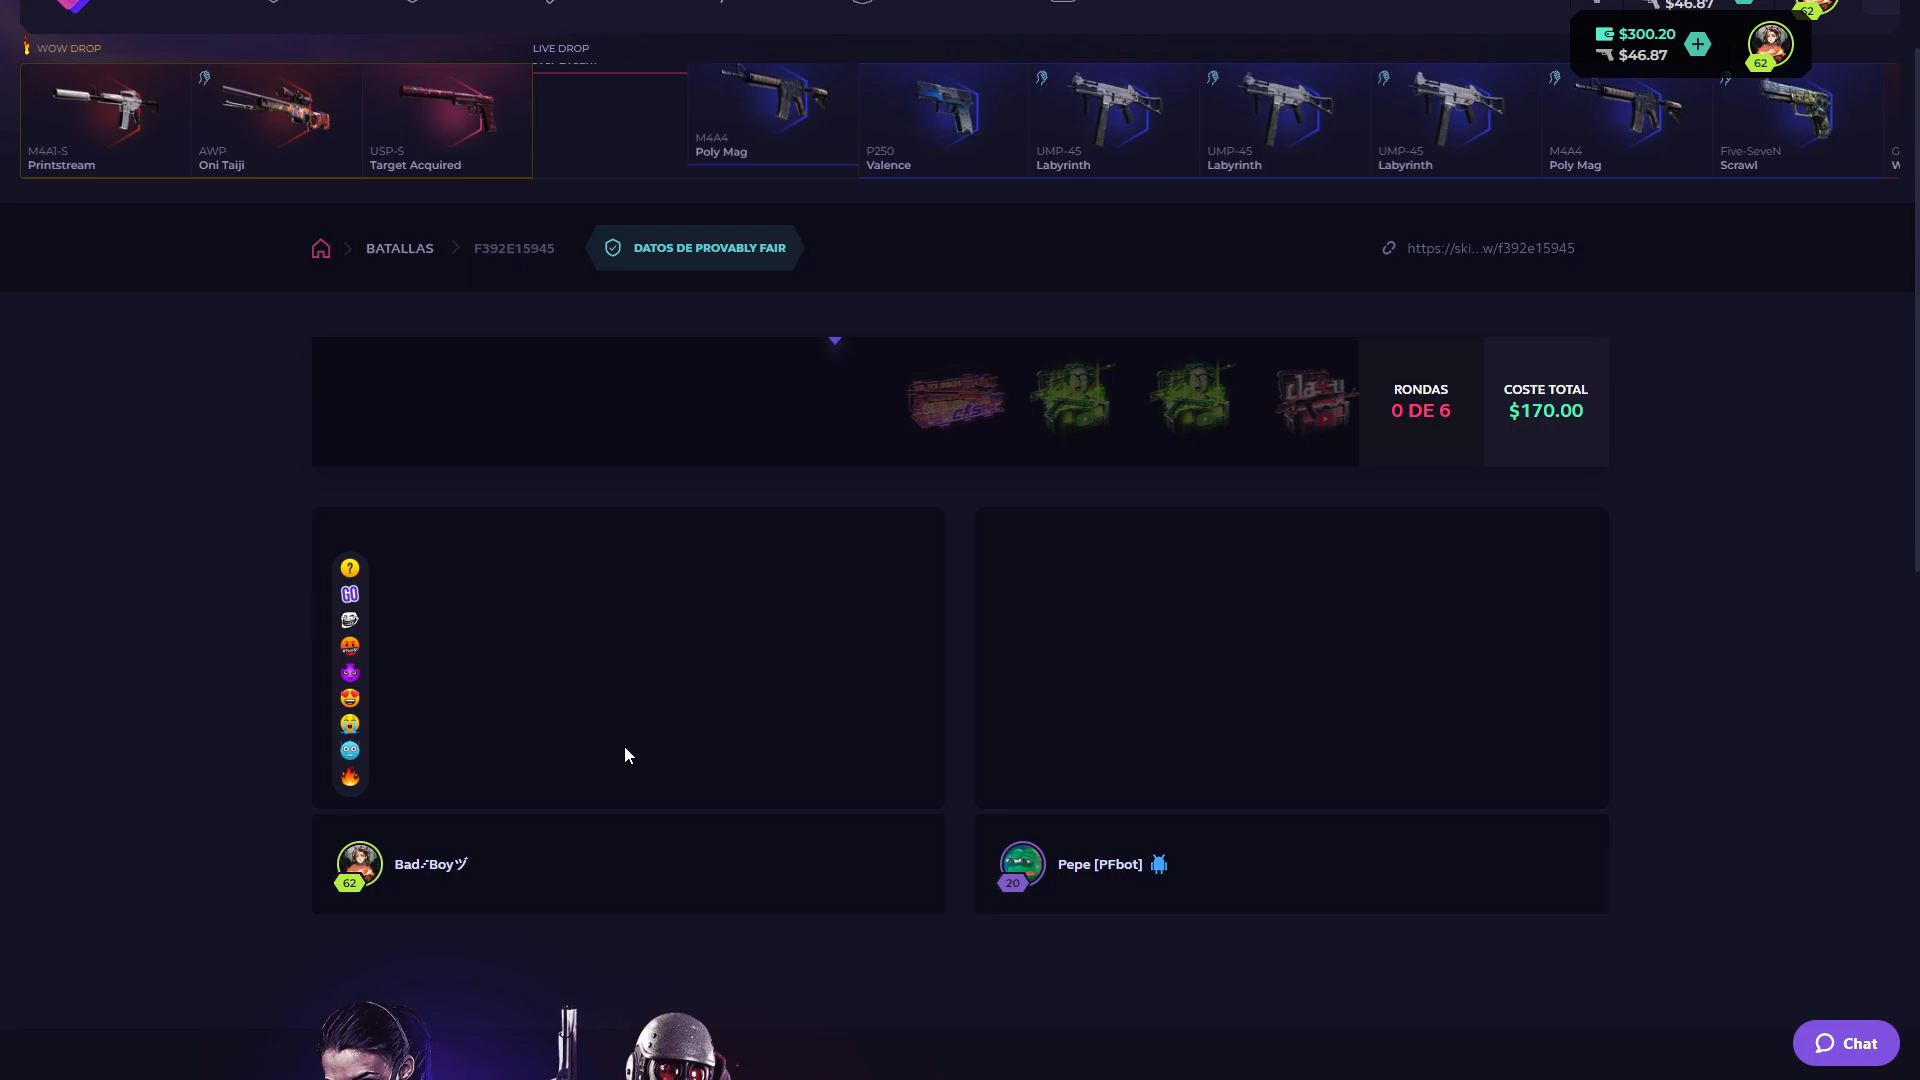 $46.87
62
WOW DROP
LIVE DROP
$300.20
$46.87
62
M4A1-S
Printstream
AWP
Oni Taiji
USP-S
Target Acquired
M4A4
Poly Mag
P250
Valence
UMP-45
Labyrinth
UMP-45
Labyrinth
UMP-45
Labyrinth
M4A4
Poly Mag
Five-SeveN
Scrawl
BATALLAS
F392E15945
DATOS DE PROVABLY FAIR
https://ski...w/f392e15945
RONDAS
0 DE 6
COSTE TOTAL
$170.00
GO
62
Bad-҉Boyヅ
20
Pepe [PFbot]
Chat